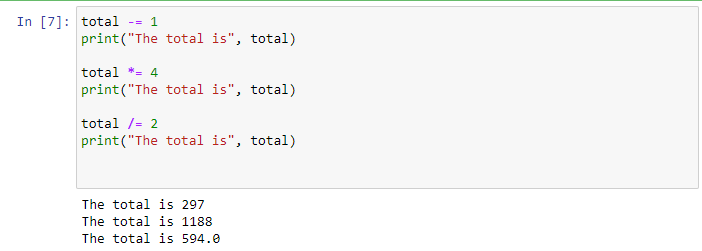 In [7]: total -= 1
print("The total is", total)
total *= 4
print("The total is", total)
total /= 2
print("The total is", total)
The total is 297
The total is 1188
The total is 594.0